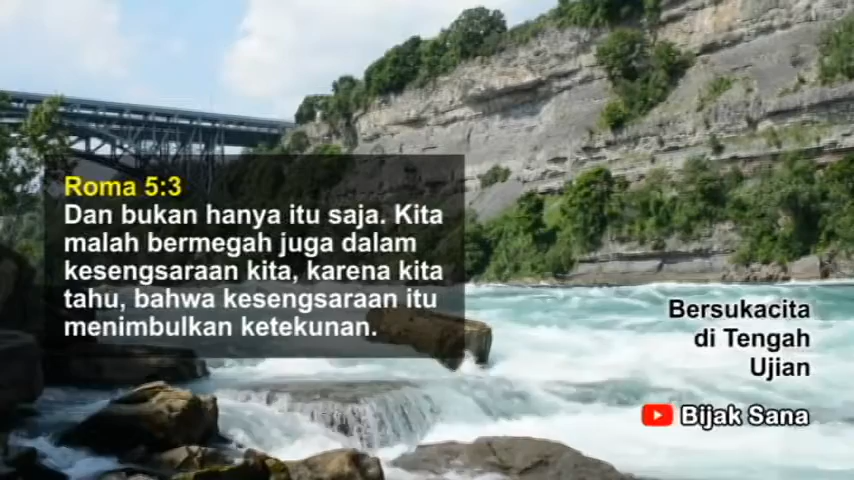 Roma 5:3
Dan bukan hanya itu saja. Kita
malah bermegah juga dalam
kesengsaraan kita, karena kita
tahu, bahwa kesengsaraan itu
menimbulkan ketekunan.
Bersukacita
di Tengah
Ujian
Bijak Sana